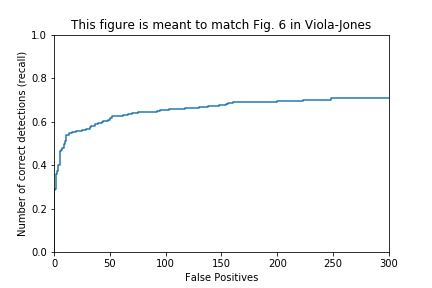 This figure is meant to match Fig. 6 in Viola-Jones
Number of correct detections (recall)
1.0
0.8
0.6
0.4
0.2
0.0
0 50 100 150 200 250 300
False Positives